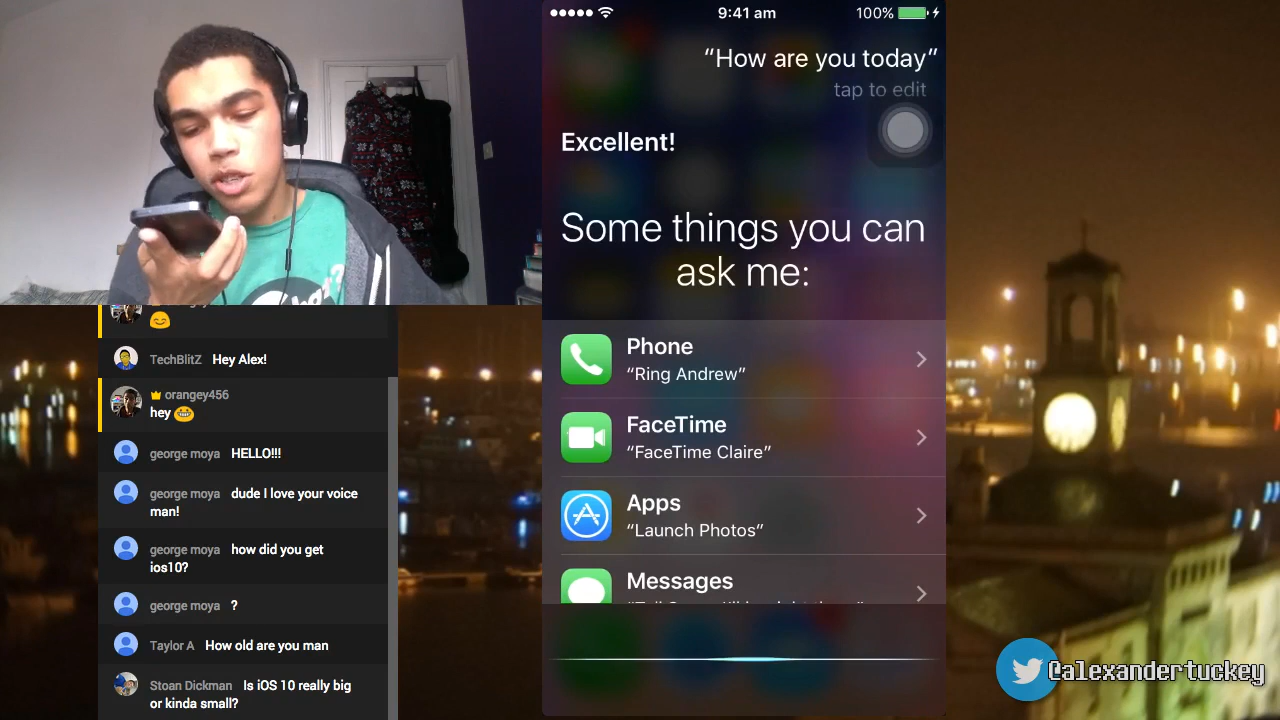 9:41 am
100%
“How are you today”
tap to edit
Excellent!
Some things you can
ask me:
Phone
“Ring Andrew”
FaceTime
“FaceTime Claire”
Apps
“Launch Photos”
Messages
TechBlitZ Hey Alex!
orangey456
hey
george moya HELLO!!!
george moya dude I love your voice
man!
george moya how did you get
ios10?
george moya ?
Taylor A How old are you man
Stoan Dickman Is iOS 10 really big
or kinda small?
@alexandertuckey